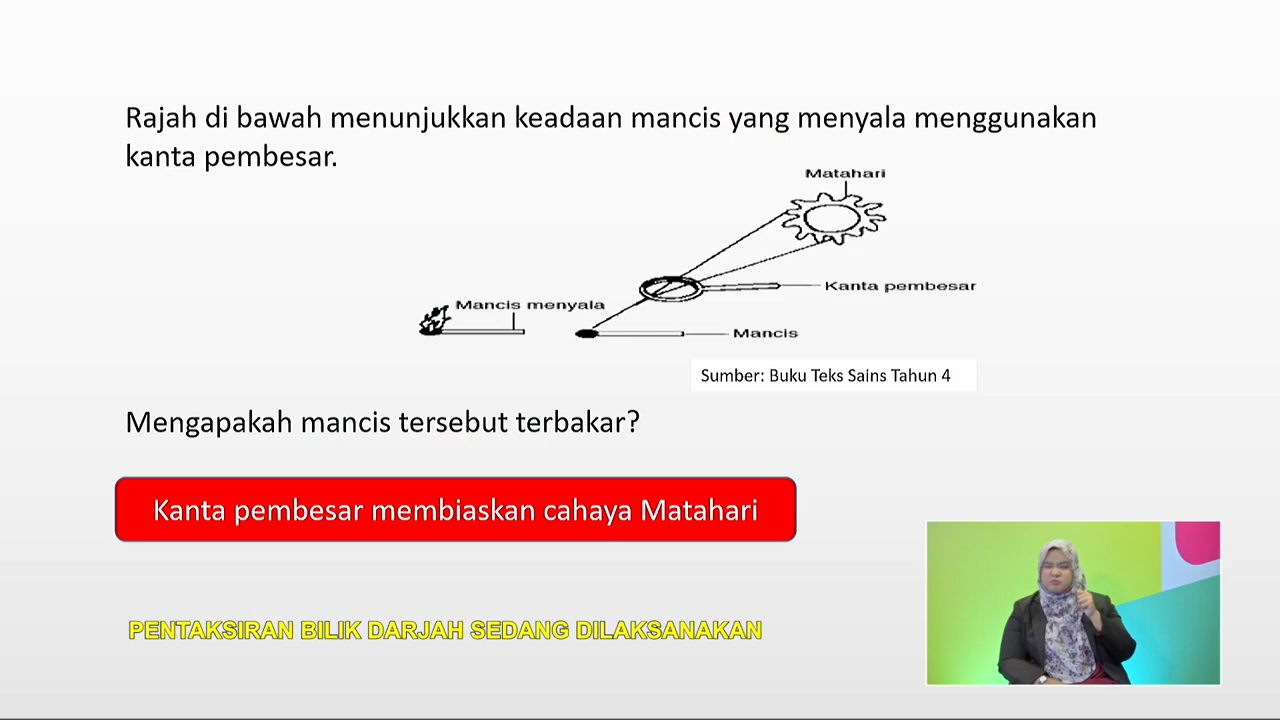 Rajah di bawah menunjukkan keadaan mancis yang menyala menggunakan
kanta pembesar.
Matahari
Kanta pembesar
Mancis menyala
Mancis
Sumber: Buku Teks Sains Tahun 4
Mengapakah mancis tersebut terbakar?
Kanta pembesar membiaskan cahaya Matahari
PENTAKSIRAN BILIK DARJAH SEDANG DILAKSANAKAN